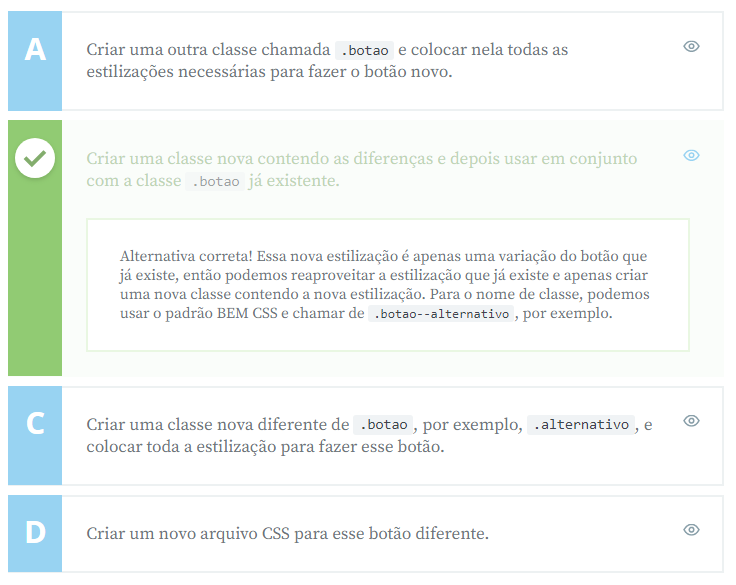 A
Criar uma outra classe chamada .botao e colocar nela todas as
estilizações necessárias para fazer o botão novo.
Criar uma classe nova contendo as diferenças e depois usar em conjunto
com a classe .botao já existente.
Alternativa correta! Essa nova estilização é apenas uma variação do botão que
já existe, então podemos reaproveitar a estilização que já existe e apenas criar
uma nova classe contendo a nova estilização. Para o nome de classe, podemos
usar o padrão BEM CSS e chamar de .botao--alternativo, por exemplo.
C
Criar uma classe nova diferente de .botao, por exemplo, .alternativo, e
colocar toda a estilização para fazer esse botão.
D
Criar um novo arquivo CSS para esse botão diferente.